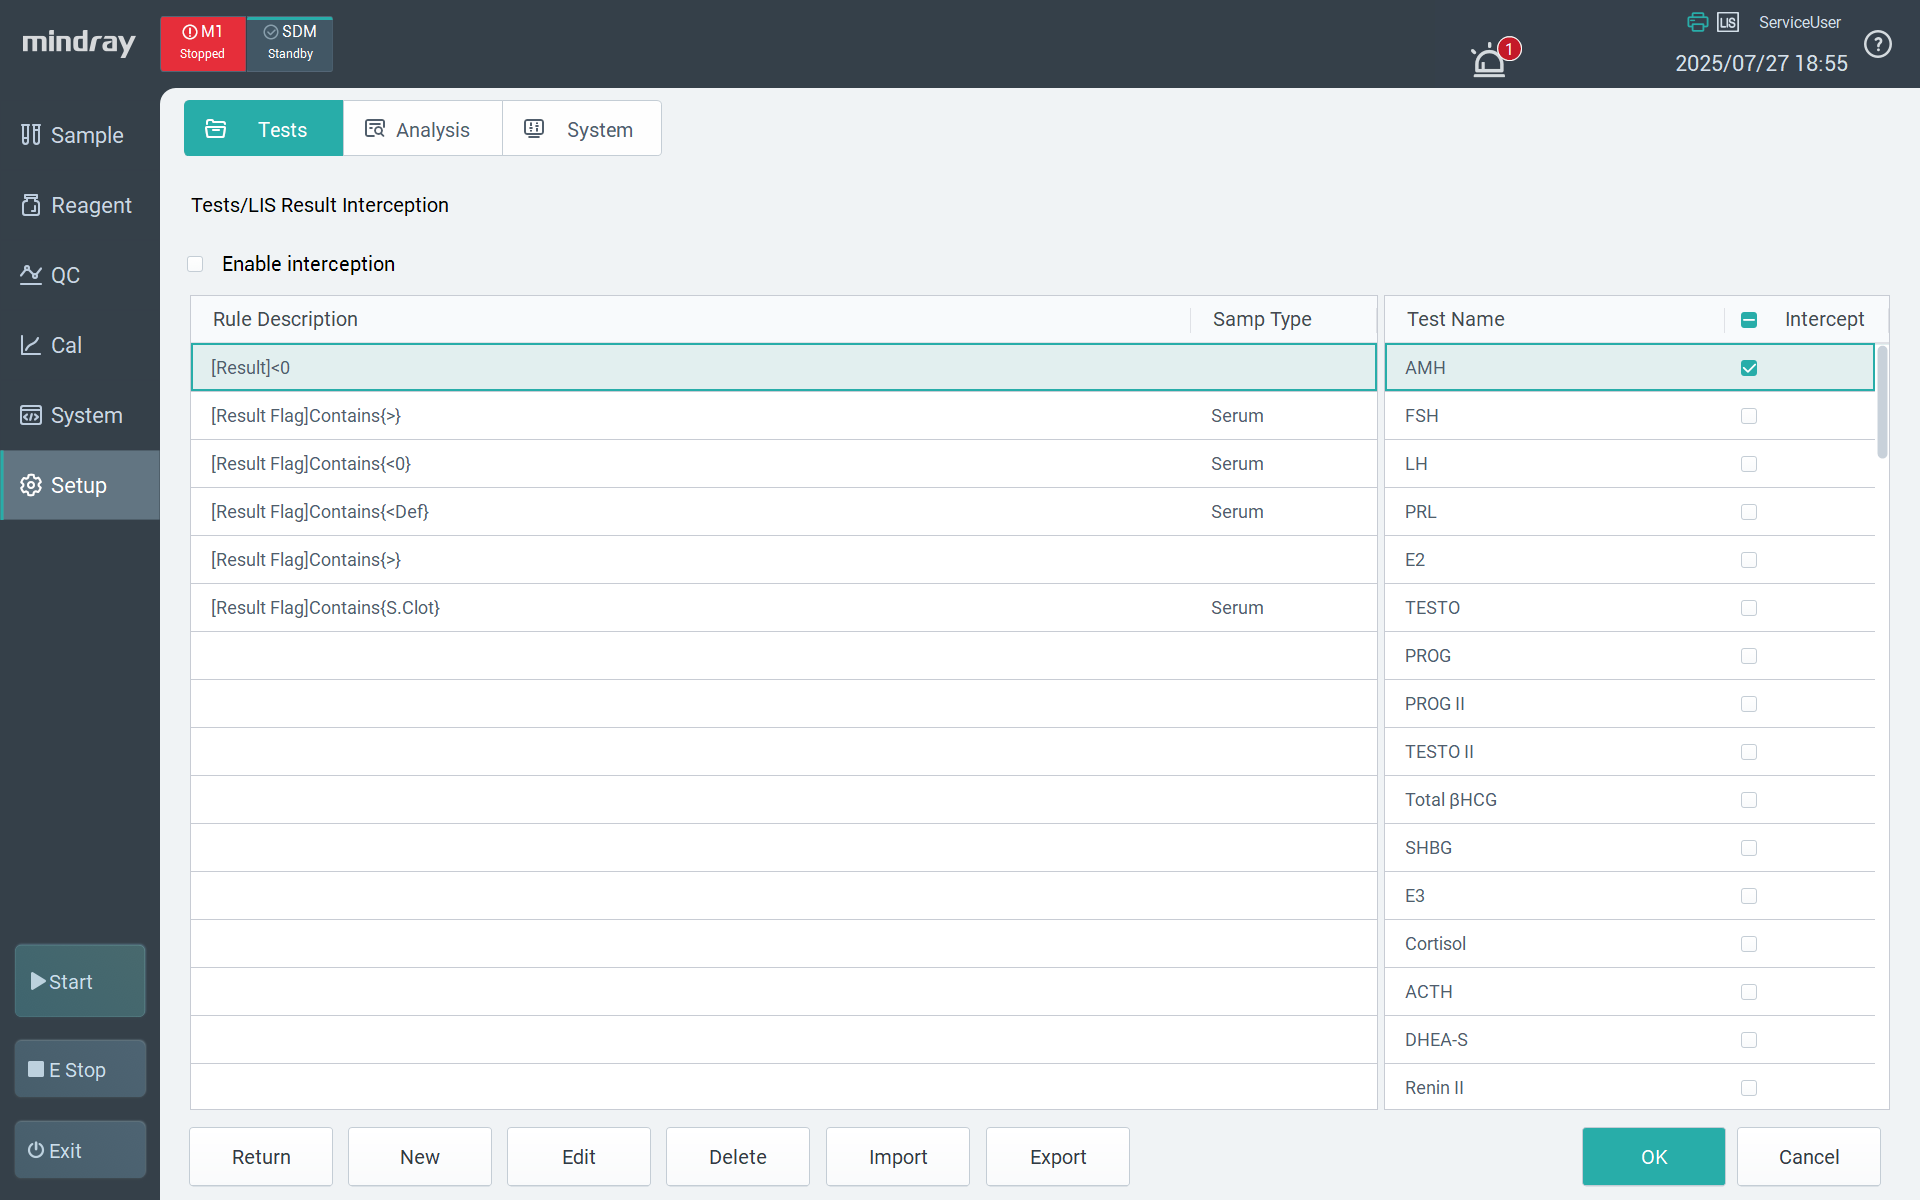 mindray
M1
Stopped
SDM
Standby
1
LIS
ServiceUser
2025/07/27 18:55
?
Sample
Reagent
QC
Cal
System
Setup
Start
E Stop
Exit
Tests
Analysis
System
Tests/LIS Result Interception
Enable interception
Rule Description
Samp Type
[Result]<0
[Result Flag]Contains{>}
Serum
[Result Flag]Contains{<0}
Serum
[Result Flag]Contains{<Def}
Serum
[Result Flag]Contains{>}
[Result Flag]Contains{S.Clot}
Serum
Test Name
Intercept
AMH
FSH
LH
PRL
E2
TESTO
PROG
PROG II
TESTO II
Total βHCG
SHBG
E3
Cortisol
ACTH
DHEA-S
Renin II
Return
New
Edit
Delete
Import
Export
OK
Cancel